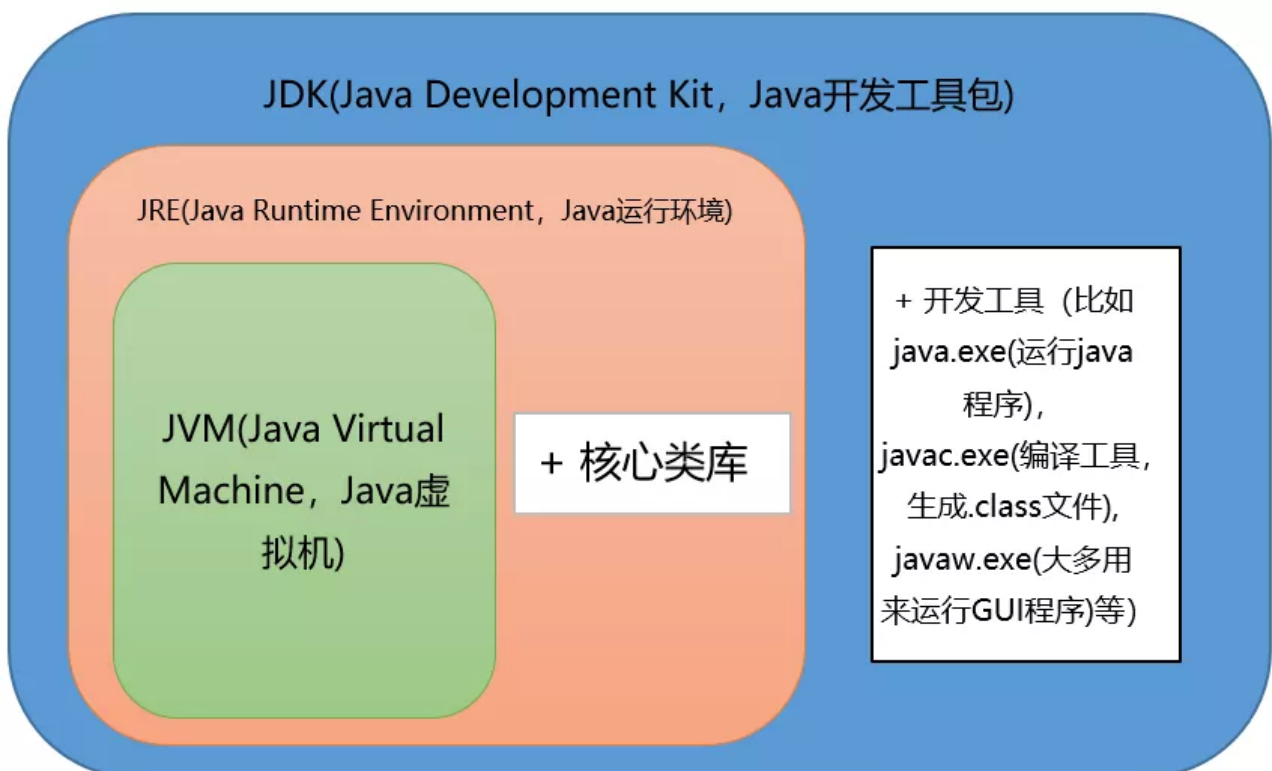 JDK(Java Development Kit，Java开发工具包)
JRE(Java Runtime Environment，Java运行环境)
JVM(Java Virtual
Machine，Java虚
拟机)
+ 核心类库
+ 开发工具（比如
java.exe(运行java
程序)，
javac.exe(编译工具，
生成.class文件),
javaw.exe(大多用
来运行GUI程序)等）